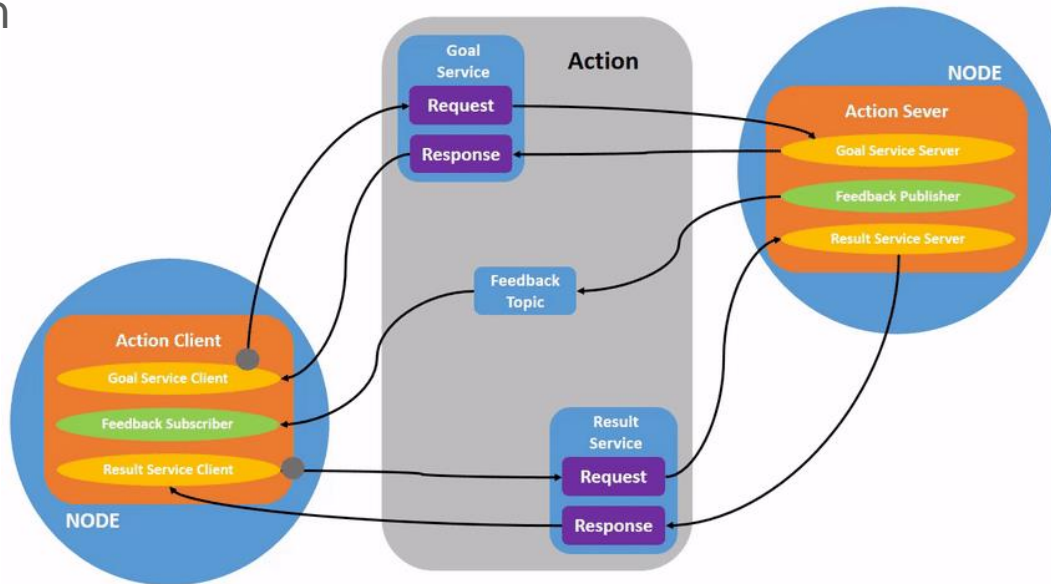 Goal
Service
Request
Response
Action
NODE
Action Sever
Goal Service Server
Feedback Publisher
Result Service Server
Feedback
Topic
Action Client
Goal Service Client
Feedback Subscriber
Result Service Client
NODE
Result
Service
Request
Response